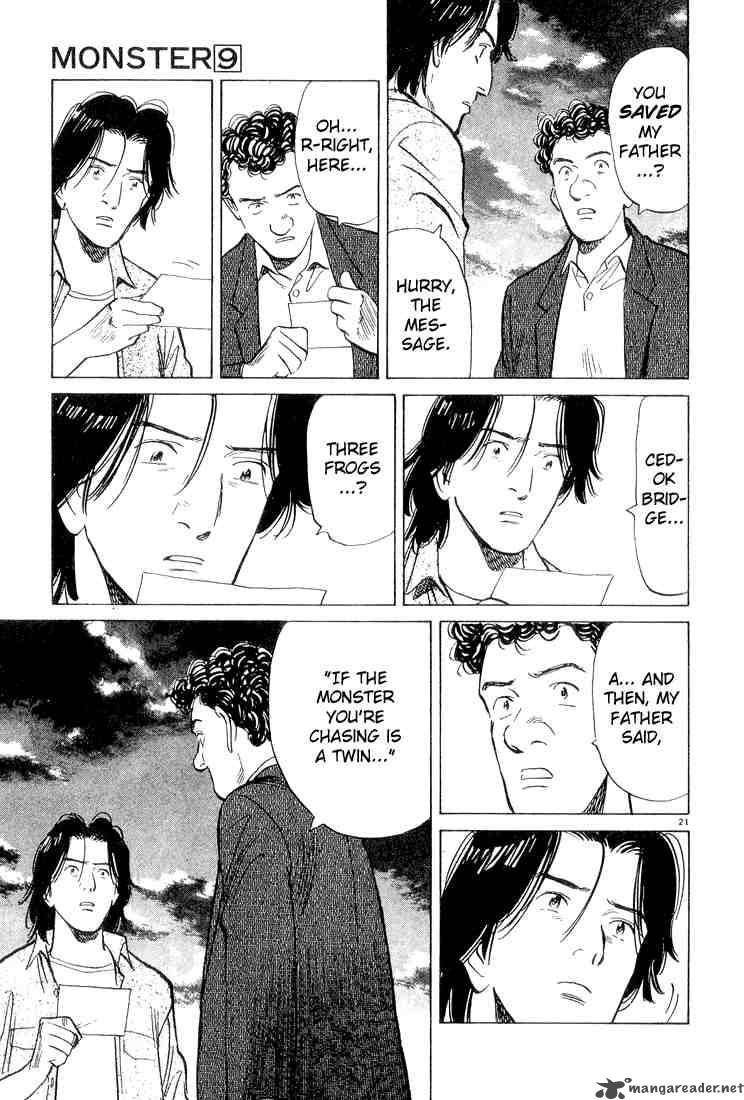 MONSTER 9
YOU
SAVED
MY
FATHER
...?
HURRY,
THE
MES-
SAGE.
OH...
R-RIGHT,
HERE...
CED-
OK
BRID-
GE...
THREE
FROGS
...?
A... AND
THEN, MY
FATHER
SAID,
21
"IF THE
MONSTER
YOU'RE
CHASING IS
A TWIN..."
mangareader.net